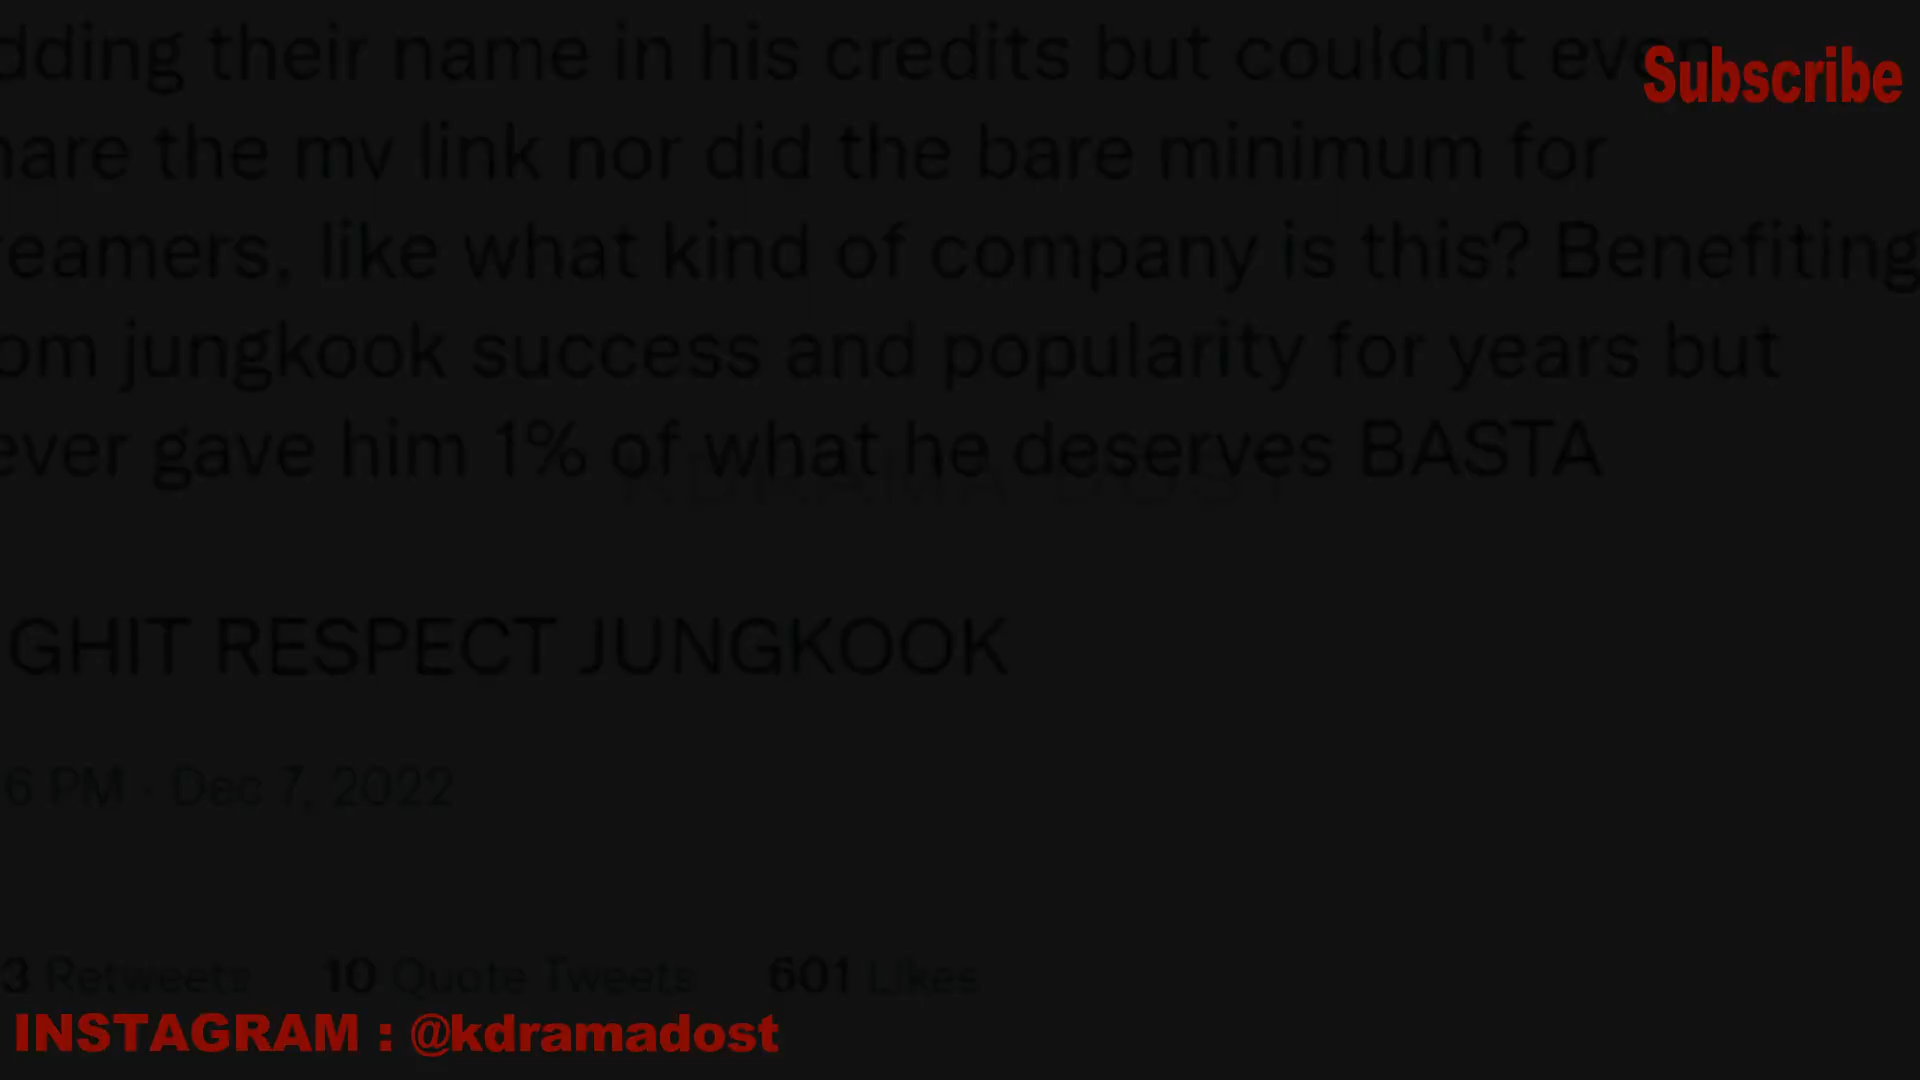 dding their name in his credits but couldn't even
Subscribe
hare the mv link nor did the bare minimum for
reamers, like what kind of company is this? Benefiting
om jungkook success and popularity for years but
ever gave him 1% of what he deserves BASTA
KDRAMA DOST
GHIT RESPECT JUNGKOOK
6 PM · Dec 7, 2022
3 Retweets 10 Quote Tweets 601 Likes
INSTAGRAM : @kdramadost